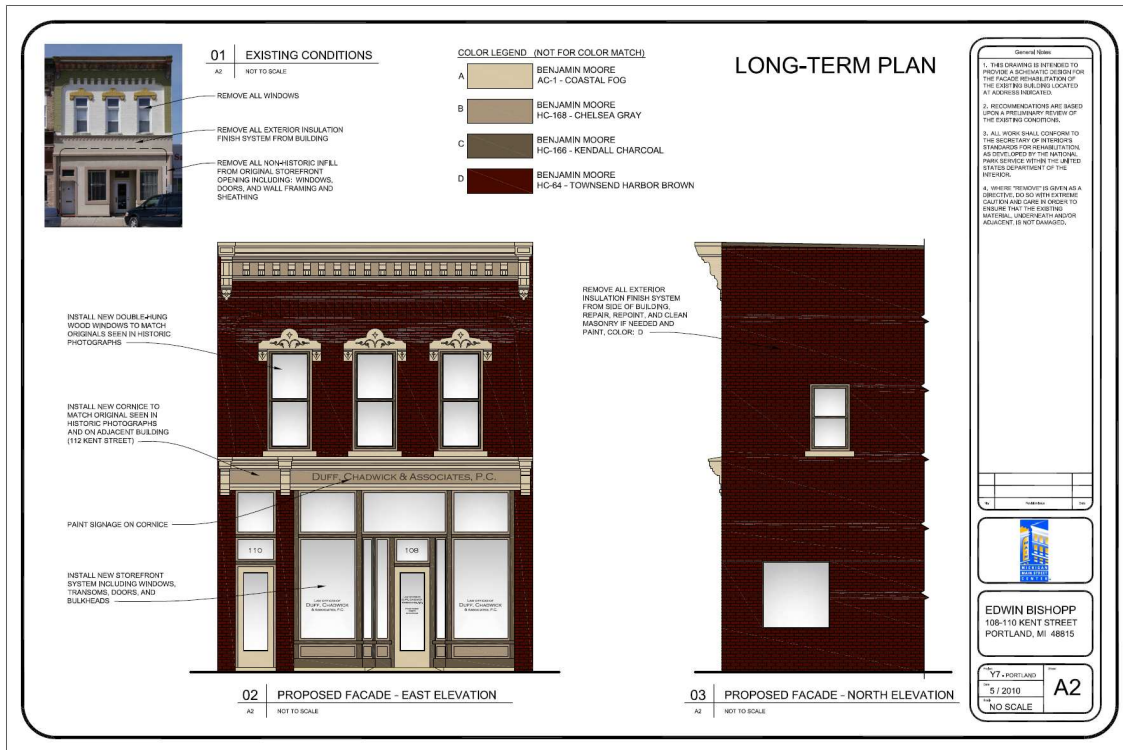 01
EXISTING CONDITIONS
A2
NOT TO SCALE
REMOVE ALL WINDOWS
REMOVE ALL EXTERIOR INSULATION
FINISH SYSTEM FROM BUILDING
REMOVE ALL NON-HISTORIC INFILL
FROM ORIGINAL STOREFRONT
OPENING INCLUDING: WINDOWS,
DOORS, AND WALL FRAMING AND
SHEATHING
COLOR LEGEND (NOT FOR COLOR MATCH)
A
BENJAMIN MOORE
AC-1 - COASTAL FOG
B
BENJAMIN MOORE
HC-168 - CHELSEA GRAY
C
BENJAMIN MOORE
HC-166 - KENDALL CHARCOAL
D
BENJAMIN MOORE
HC-64 - TOWNSEND HARBOR BROWN
LONG-TERM PLAN
INSTALL NEW DOUBLE-HUNG
WOOD WINDOWS TO MATCH
ORIGINALS SEEN IN HISTORIC
PHOTOGRAPHS
INSTALL NEW CORNICE TO
MATCH ORIGINAL SEEN IN
HISTORIC PHOTOGRAPHS
AND ON ADJACENT BUILDING
(112 KENT STREET)
PAINT SIGNAGE ON CORNICE
INSTALL NEW STOREFRONT
SYSTEM INCLUDING WINDOWS,
TRANSOMS, DOORS, AND
BULKHEADS
DUFF, CHADWICK & ASSOCIATES, P.C.
110
108
LAW OFFICES OF
DUFF, CHADWICK
& ASSOCIATES, P.C.
LAW OFFICES OF
DUFF, CHADWICK
& ASSOCIATES, P.C.
REMOVE ALL EXTERIOR
INSULATION FINISH SYSTEM
FROM SIDE OF BUILDING,
REPAIR, REPOINT, AND CLEAN
MASONRY IF NEEDED AND
PAINT, COLOR: D
02
PROPOSED FACADE - EAST ELEVATION
A2
NOT TO SCALE
03
PROPOSED FACADE - NORTH ELEVATION
A2
NOT TO SCALE
General Notes
1. THIS DRAWING IS INTENDED TO
PROVIDE A SCHEMATIC DESIGN FOR
THE FACADE REHABILITATION OF
THE EXISTING BUILDING LOCATED
AT ADDRESS INDICATED.
2. RECOMMENDATIONS ARE BASED
UPON A PRELIMINARY REVIEW OF
THE EXISTING CONDITIONS.
3. ALL WORK SHALL CONFORM TO
THE SECRETARY OF INTERIOR'S
STANDARDS FOR REHABILITATION,
AS DEVELOPED BY THE NATIONAL
PARK SERVICE WITHIN THE UNITED
STATES DEPARTMENT OF THE
INTERIOR.
4. WHERE "REMOVE" IS GIVEN AS A
DIRECTIVE, DO SO WITH EXTREME
CAUTION AND CARE IN ORDER TO
ENSURE THAT THE EXISTING
MATERIAL, UNDERNEATH AND/OR
ADJACENT, IS NOT DAMAGED.
MICHIGAN
MAIN STREET
CENTER
EDWIN BISHOPP
108-110 KENT STREET
PORTLAND, MI 48815
Y7 - PORTLAND
5 / 2010
NO SCALE
A2